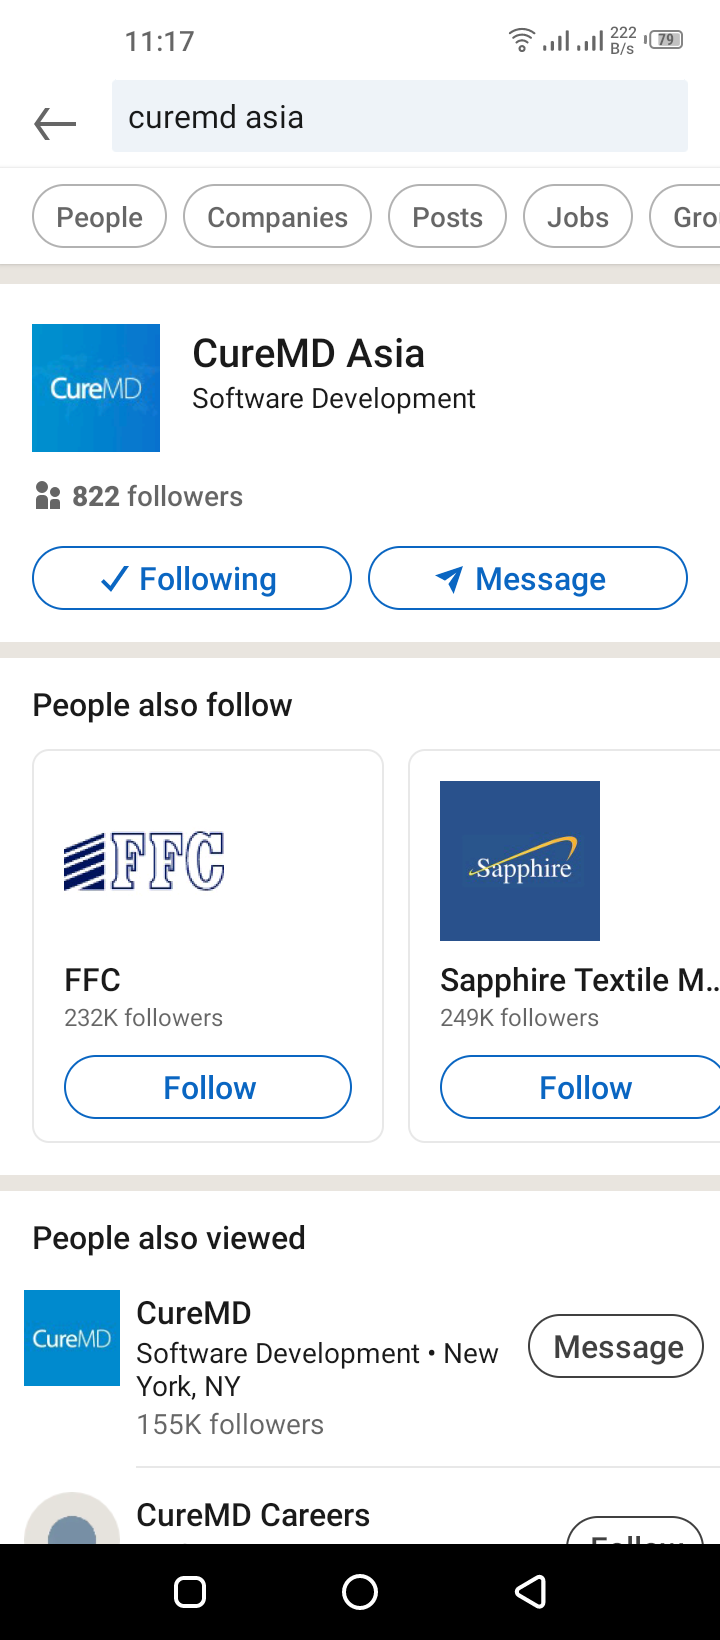 11:17
222
B/s
79
curemd asia
People
Companies
Posts
Jobs
Gro
CureMD
CureMD Asia
Software Development
822 followers
Following
Message
People also follow
FFC
Sapphire
FFC
232K followers
Follow
Sapphire Textile M..
249K followers
Follow
People also viewed
CureMD
CureMD
Software Development • New
York, NY
155K followers
Message
CureMD Careers
Follow